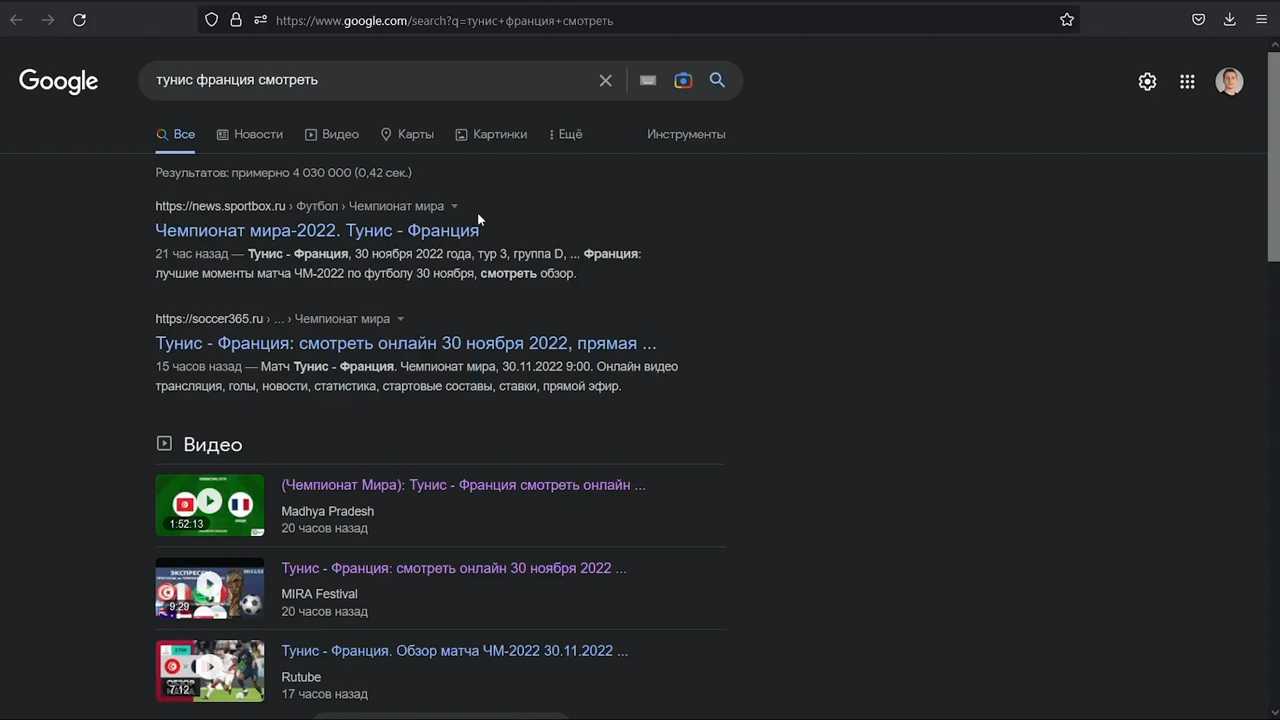 https://www.google.com/search?q=тунис+франция+смотреть
Google
тунис франция смотреть
Все
Новости
Видео
Карты
Картинки
Ещё
Инструменты
Результатов: примерно 4 030 000 (0,42 сек.)
https://news.sportbox.ru › Футбол › Чемпионат мира
Чемпионат мира-2022. Тунис - Франция
21 час назад — Тунис - Франция, 30 ноября 2022 года, тур 3, группа D, ... Франция:
лучшие моменты матча ЧМ-2022 по футболу 30 ноября, смотреть обзор.
https://soccer365.ru › ... › Чемпионат мира
Тунис - Франция: смотреть онлайн 30 ноября 2022, прямая ...
15 часов назад — Матч Тунис - Франция. Чемпионат мира, 30.11.2022 9:00. Онлайн видео
трансляция, голы, новости, статистика, стартовые составы, ставки, прямой эфир.
Видео
1:52:13
(Чемпионат Мира): Тунис - Франция смотреть онлайн ...
Madhya Pradesh
20 часов назад
ЭКСПРЕССЫ
9:29
Тунис - Франция: смотреть онлайн 30 ноября 2022 ...
MIRA Festival
20 часов назад
7:12
Тунис - Франция. Обзор матча ЧМ-2022 30.11.2022 ...
Rutube
17 часов назад